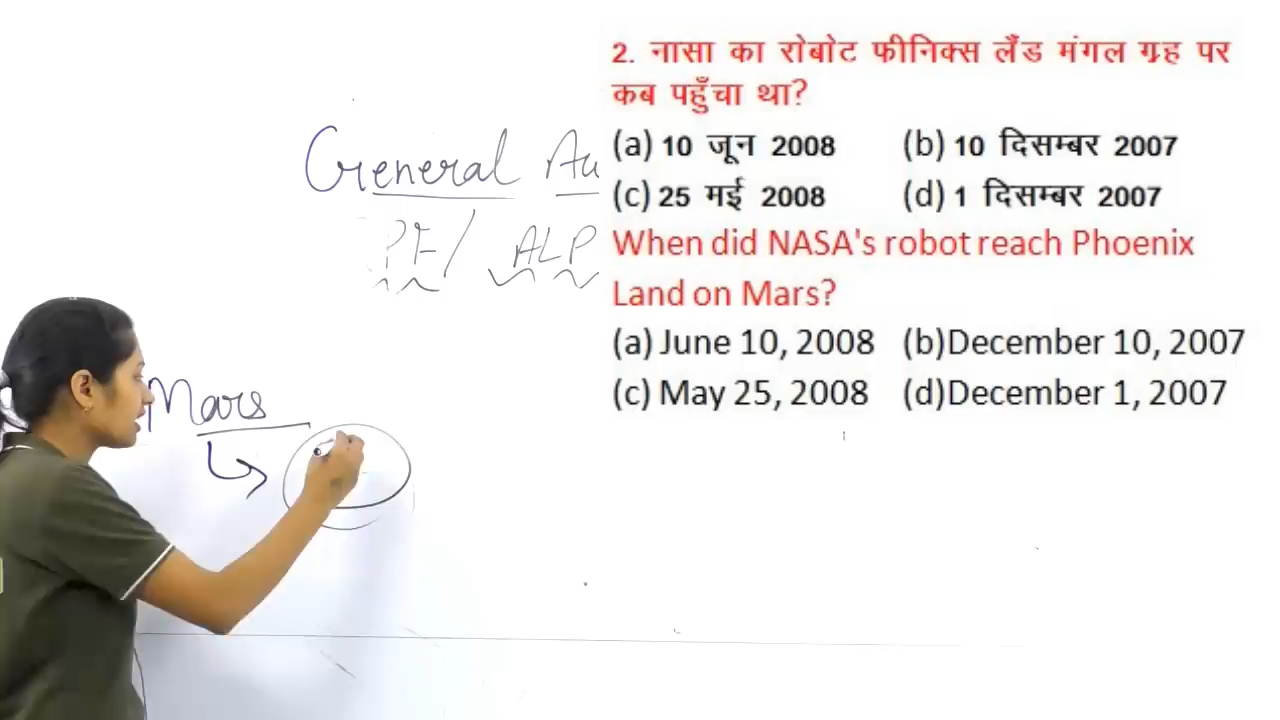 General Au
PF/ ALP
Mars
2. नासा का रोबोट फीनिक्स लैंड मंगल ग्रह पर
कब पहुँचा था?
(a) 10 जून 2008 (b) 10 दिसम्बर 2007
(c) 25 मई 2008 (d) 1 दिसम्बर 2007
When did NASA's robot reach Phoenix
Land on Mars?
(a) June 10, 2008 (b)December 10, 2007
(c) May 25, 2008 (d)December 1, 2007